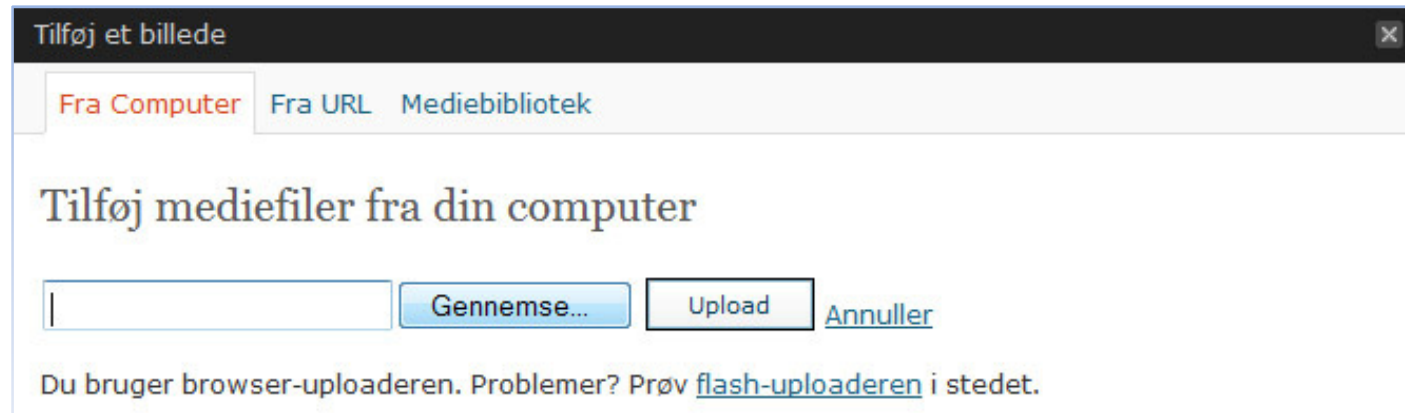 Tilføj et billede
Fra Computer Fra URL Mediebibliotek
Tilføj mediefiler fra din computer
Gennemse... Upload Annuller
Du bruger browser-uploaderen. Problemer? Prøv flash-uploaderen i stedet.